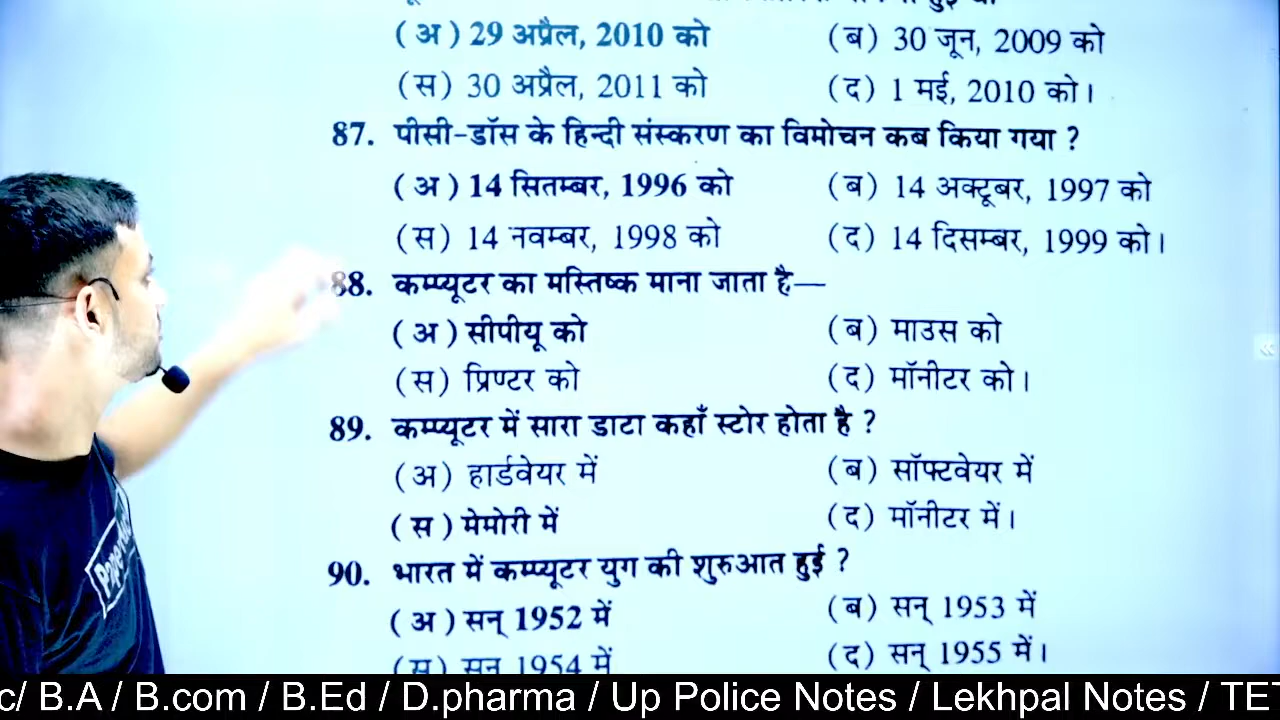 (अ) 29 अप्रैल, 2010 को (ब) 30 जून, 2009 को
(स) 30 अप्रैल, 2011 को (द) 1 मई, 2010 को।
87. पीसी-डॉस के हिन्दी संस्करण का विमोचन कब किया गया ?
(अ) 14 सितम्बर, 1996 को (ब) 14 अक्टूबर, 1997 को
(स) 14 नवम्बर, 1998 को (द) 14 दिसम्बर, 1999 को।
88. कम्प्यूटर का मस्तिष्क माना जाता है—
(अ) सीपीयू को (ब) माउस को
(स) प्रिण्टर को (द) मॉनीटर को।
89. कम्प्यूटर में सारा डाटा कहाँ स्टोर होता है ?
(अ) हार्डवेयर में (ब) सॉफ्टवेयर में
(स) मेमोरी में (द) मॉनीटर में।
90. भारत में कम्प्यूटर युग की शुरुआत हुई ?
(अ) सन् 1952 में (ब) सन् 1953 में
(स) सन् 1954 में (द) सन् 1955 में।
c/ B.A / B.com / B.Ed / D.pharma / Up Police Notes / Lekhpal Notes / TET